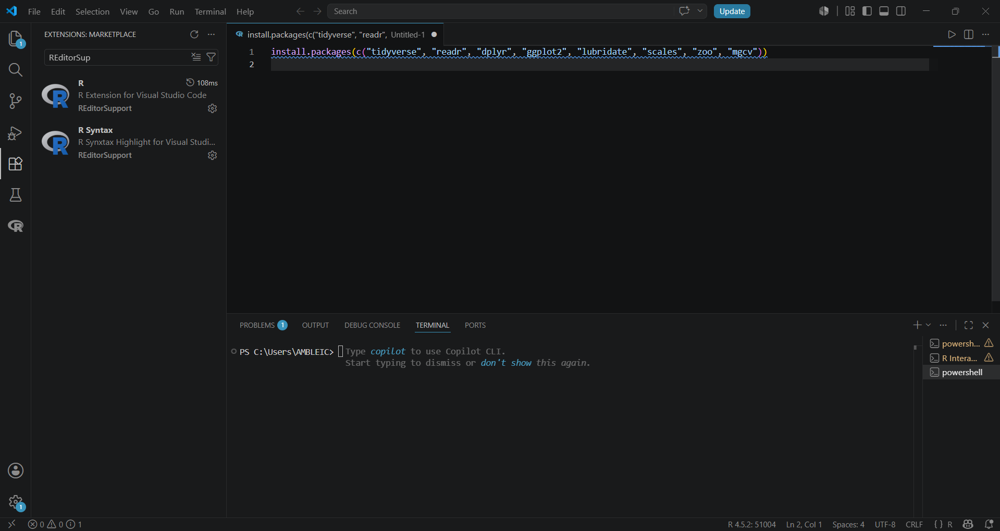 File Edit Selection View Go Run Terminal Help
Search
Update
EXTENSIONS: MARKETPLACE
REditorSup
R
108ms
R Extension for Visual Studio Code
REditorSupport
R Syntax
R Synxtax Highlight for Visual Studi...
REditorSupport
install.packages(c("tidyverse", "readr", Untitled-1
1 install.packages(c("tidyverse", "readr", "dplyr", "ggplot2", "lubridate", "scales", "zoo", "mgcv"))
2
PROBLEMS 1 OUTPUT DEBUG CONSOLE TERMINAL PORTS
PS C:\Users\AMBLEIC> Type copilot to use Copilot CLI.
Start typing to dismiss or don't show this again.
powersh...
R Intera...
powershell
1
1
0 0 1
R 4.5.2: 51004 Ln 2, Col 1 Spaces: 4 UTF-8 CRLF {} R